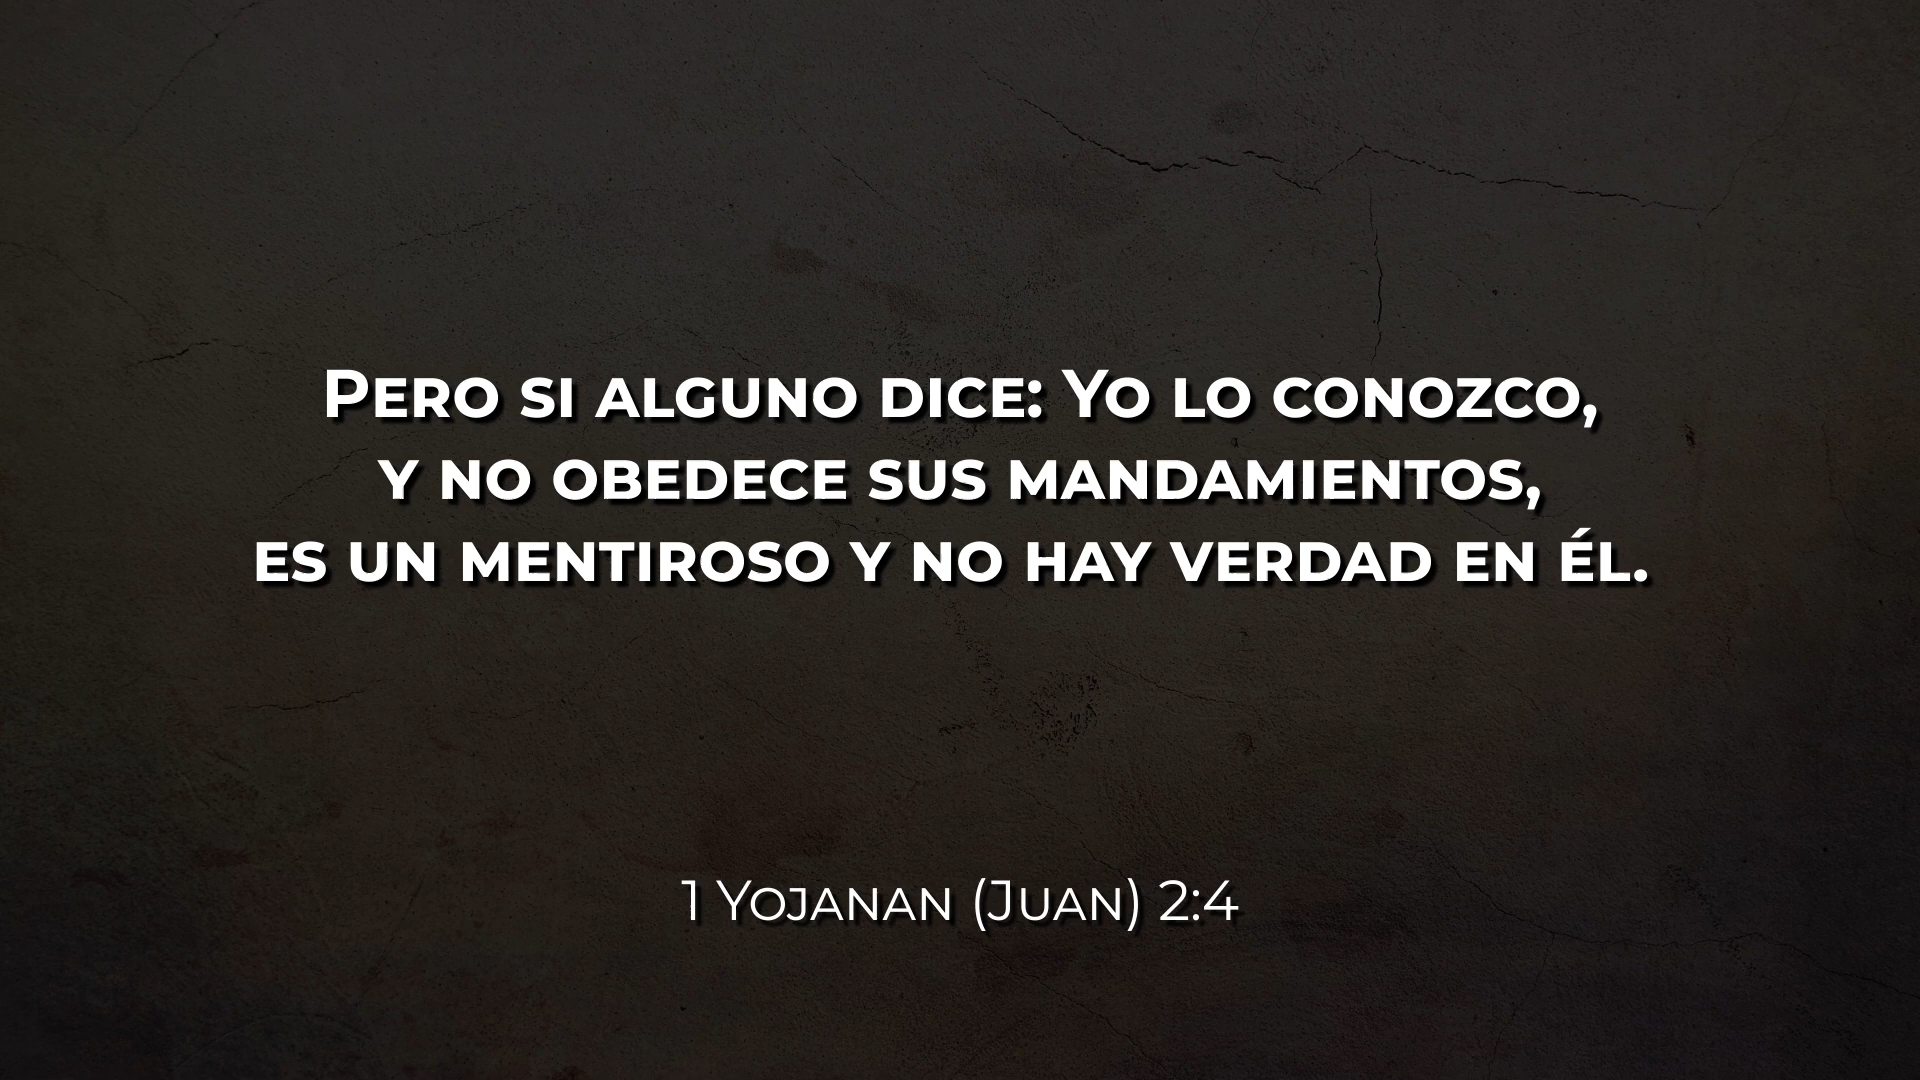 Pero si alguno dice: Yo lo conozco,
y no obedece sus mandamientos,
es un mentiroso y no hay verdad en él.
1 Yojanan (Juan) 2:4